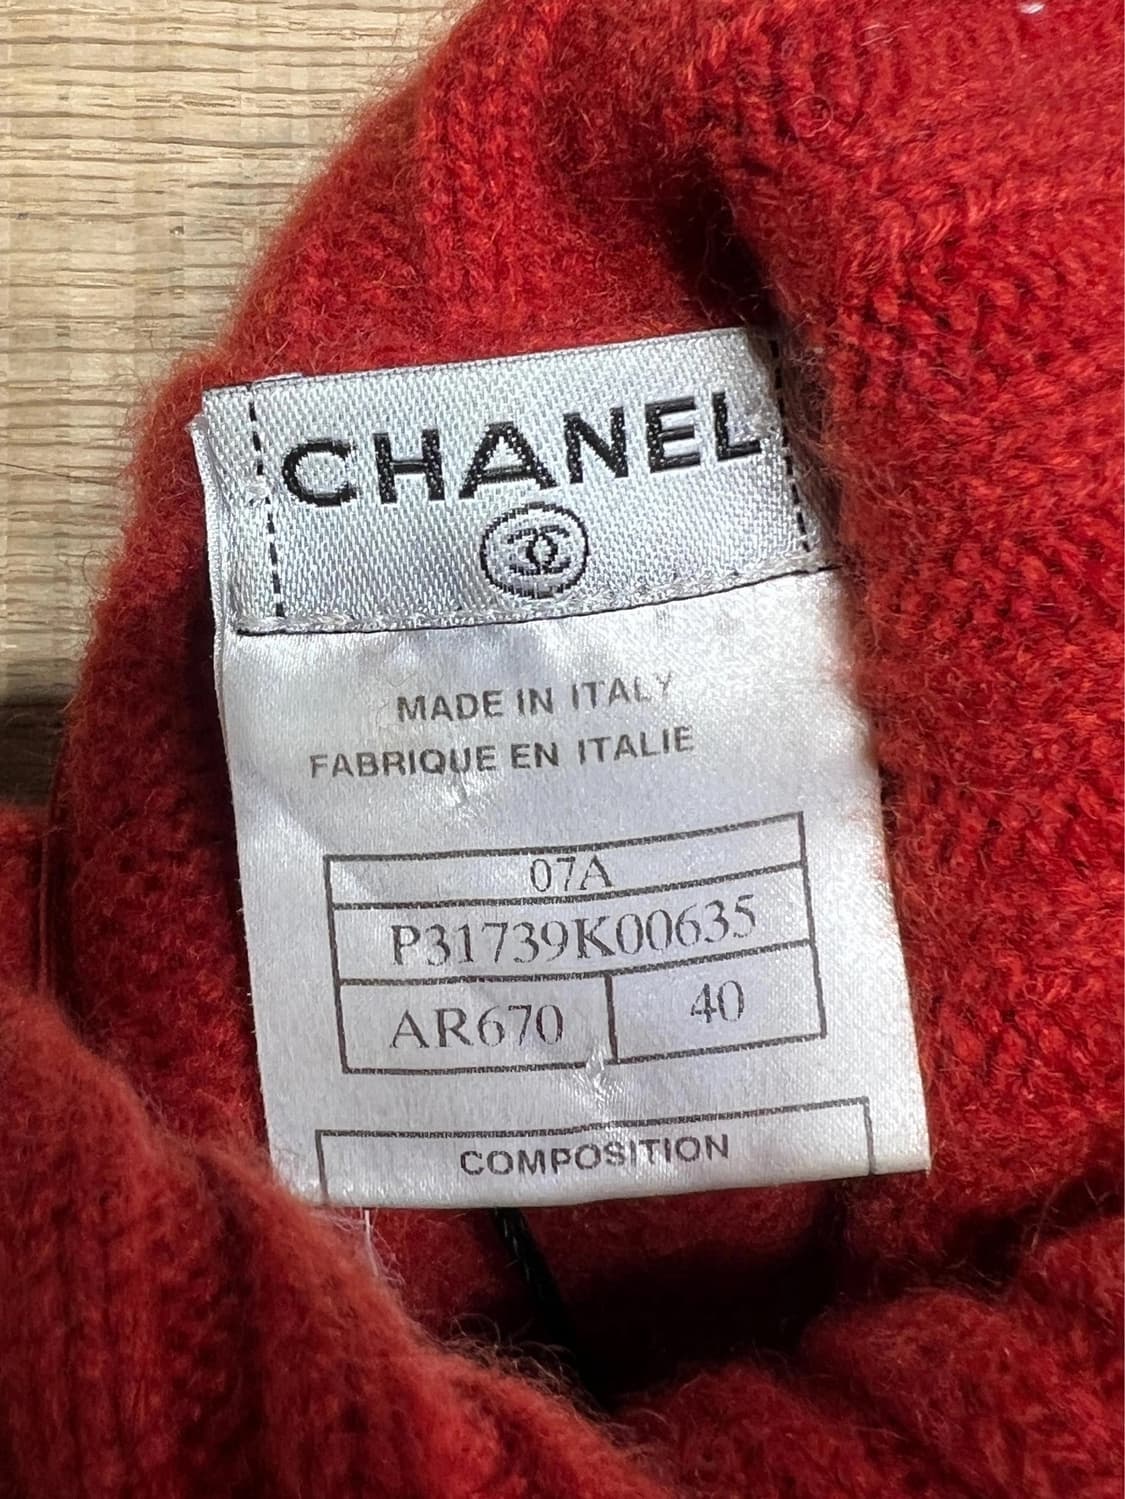 CHANEL
MADE IN ITALY
FABRIQUE EN ITALIE
07A
P31739K00635
AR670 40
COMPOSITION